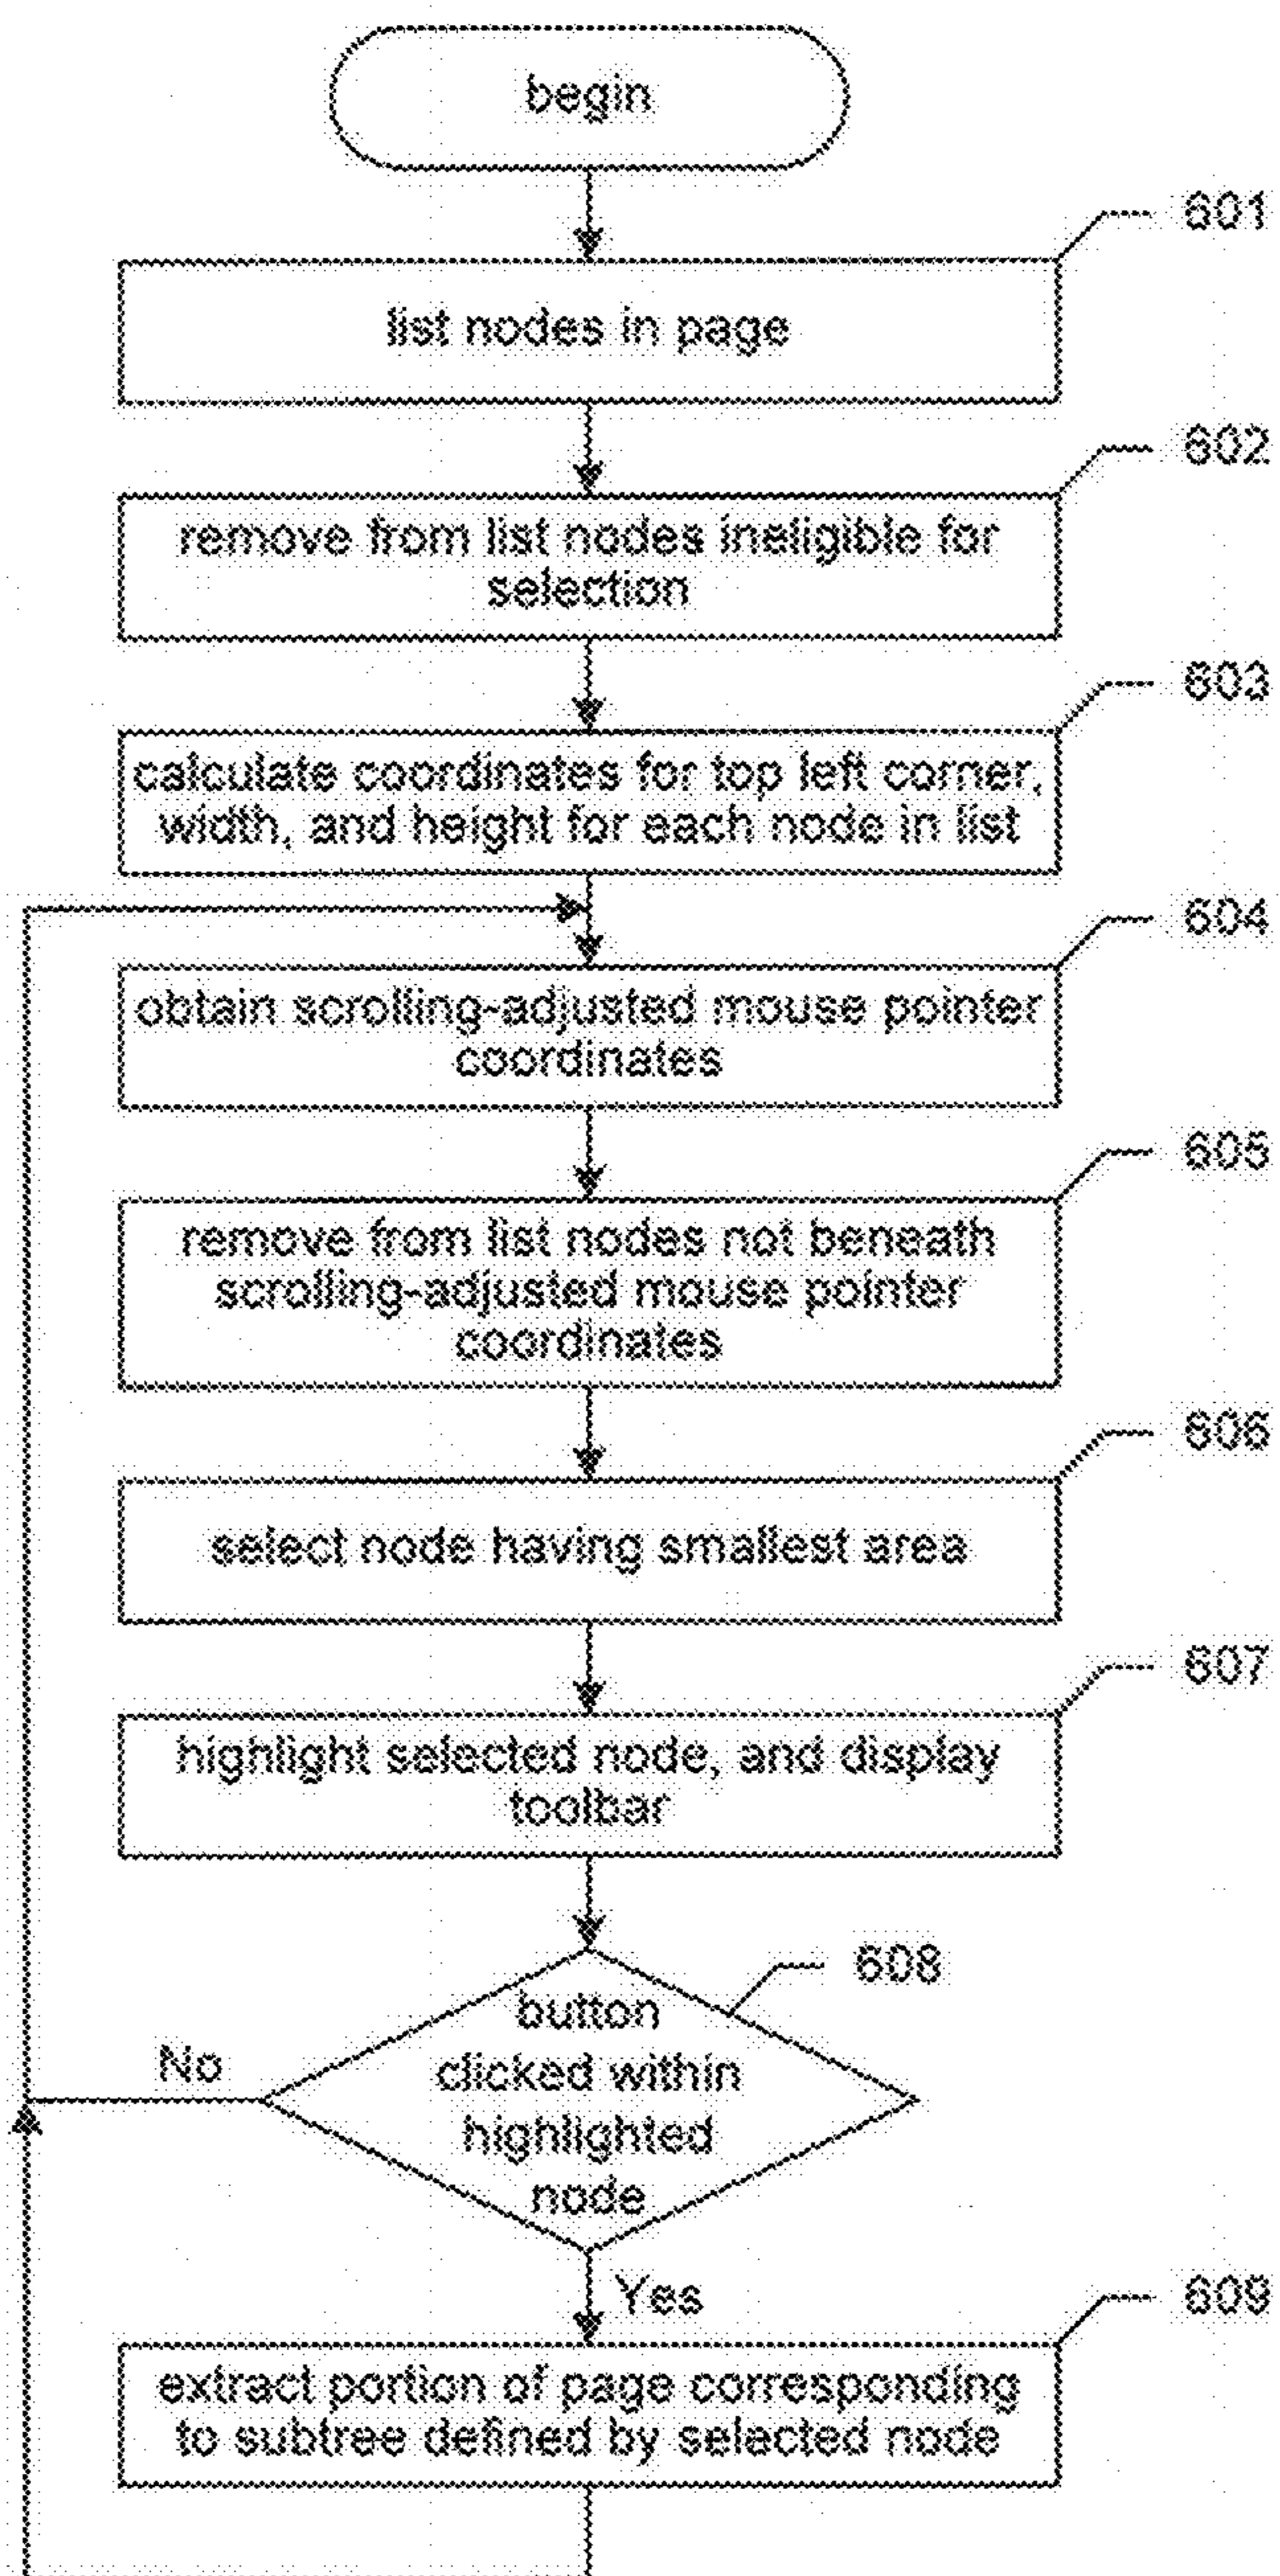 begin
601
list nodes in page
602
remove from list nodes ineligible for
selection
603
calculate coordinates for top left corner,
width, and height for each node in list
604
obtain scrolling-adjusted mouse pointer
coordinates
605
remove from list nodes not beneath
scrolling-adjusted mouse pointer
coordinates
606
select node having smallest area
607
highlight selected node, and display
toolbar
608
button
clicked within
highlighted
node
No
Yes
609
extract portion of page corresponding
to subtree defined by selected node